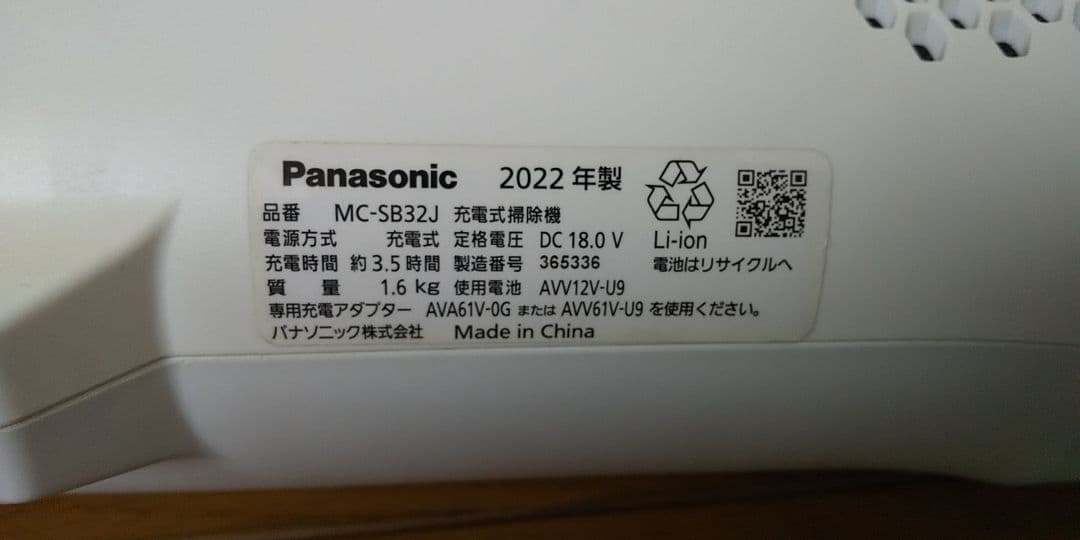 Panasonic 2022 年製
品番 MC-SB32J 充電式掃除機
電源方式 充電式 定格電圧 DC 18.0 V Li-ion
充電時間 約3.5時間 製造番号 365336 電池はリサイクルへ
質量 1.6 kg 使用電池 AVV12V-U9
専用充電アダプター AVA61V-0G または AVV61V-U9 を使用ください。
パナソニック株式会社 Made in China